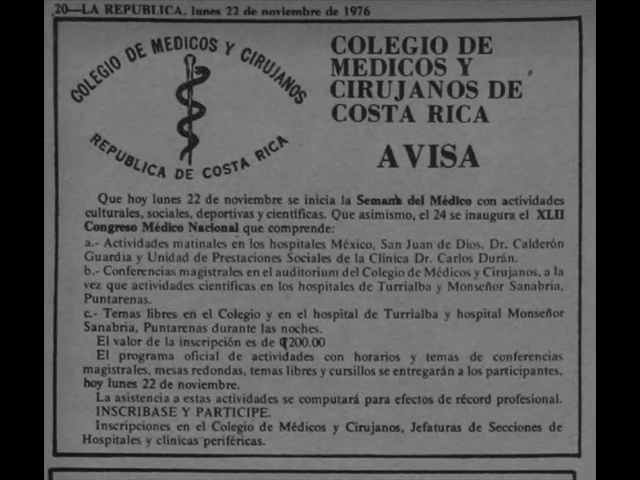 20—LA REPUBLICA. lunes 22 de noviembre de 1976
COLEGIO DE MEDICOS Y CIRUJANOS
REPUBLICA DE COSTA RICA
COLEGIO DE
MEDICOS Y
CIRUJANOS DE
COSTA RICA
AVISA
Que hoy lunes 22 de noviembre se inicia la Semana del Médico con actividades
culturales, sociales, deportivas y científicas. Que asimismo, el 24 se inaugura el XLII
Congreso Médico Nacional que comprende:
a.- Actividades matinales en los hospitales México, San Juan de Dios, Dr. Calderón
Guardia y Unidad de Prestaciones Sociales de la Clínica Dr. Carlos Durán.
b.- Conferencias magistrales en el auditorium del Colegio de Médicos y Cirujanos, a la
vez que actividades científicas en los hospitales de Turrialba y Monseñor Sanabria,
Puntarenas.
c.- Temas libres en el Colegio y en el hospital de Turrialba y hospital Monseñor
Sanabria, Puntarenas durante las noches.
El valor de la inscripción es de ₡200.00
El programa oficial de actividades con horarios y temas de conferencias
magistrales, mesas redondas, temas libres y cursillos se entregarán a los participantes,
hoy lunes 22 de noviembre.
La asistencia a estas actividades se computará para efectos de récord profesional.
INSCRIBASE Y PARTICIPE.
Inscripciones en el Colegio de Médicos y Cirujanos, Jefaturas de Secciones de
Hospitales y clínicas periféricas.